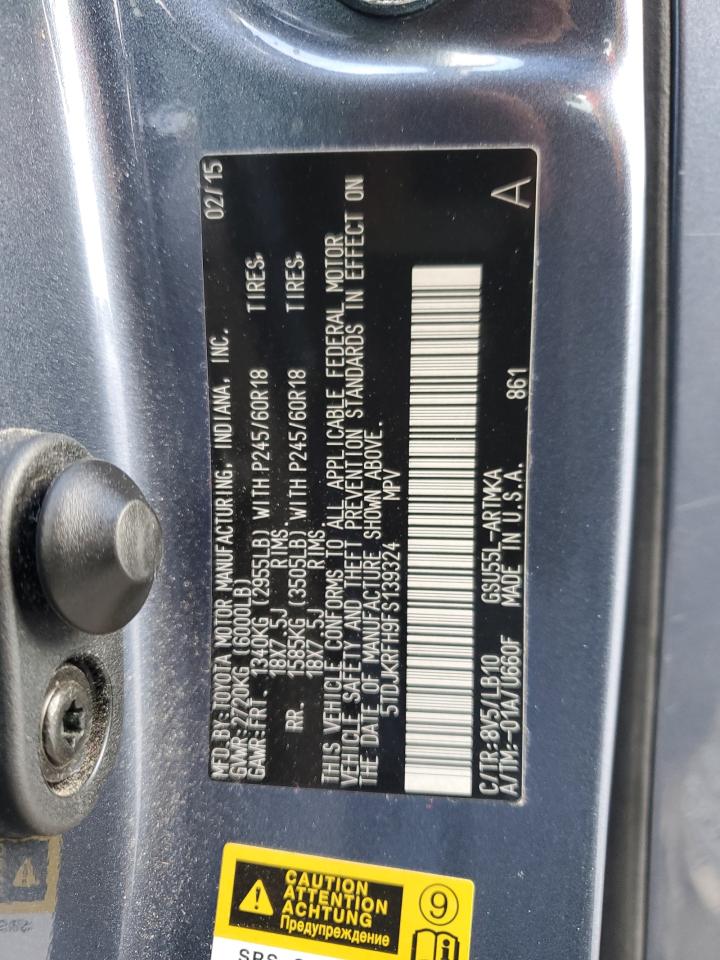 MFD.BY:TOYOTA MOTOR MANUFACTURING, INDIANA, INC. 02/15
GVWR:2720KG (6000LB)
GAWR:FRT. 1340KG (2955LB) WITH P245/60R18 TIRES,
18X7.5J RIMS.
RR. 1585KG (3505LB) WITH P245/60R18 TIRES,
18X7.5J RIMS
THIS VEHICLE CONFORMS TO ALL APPLICABLE FEDERAL MOTOR
VEHICLE SAFETY AND THEFT PREVENTION STANDARDS IN EFFECT ON
THE DATE OF MANUFACTURE SHOWN ABOVE.
5TDJKRFH9FS139324 MPV
C/TR:8V5/LB10 GSU55L-ARTMKA 861
A/TM:-01A/U660F MADE IN U.S.A. A
CAUTION
ATTENTION
ACHTUNG
Предупреждение
9
SRS